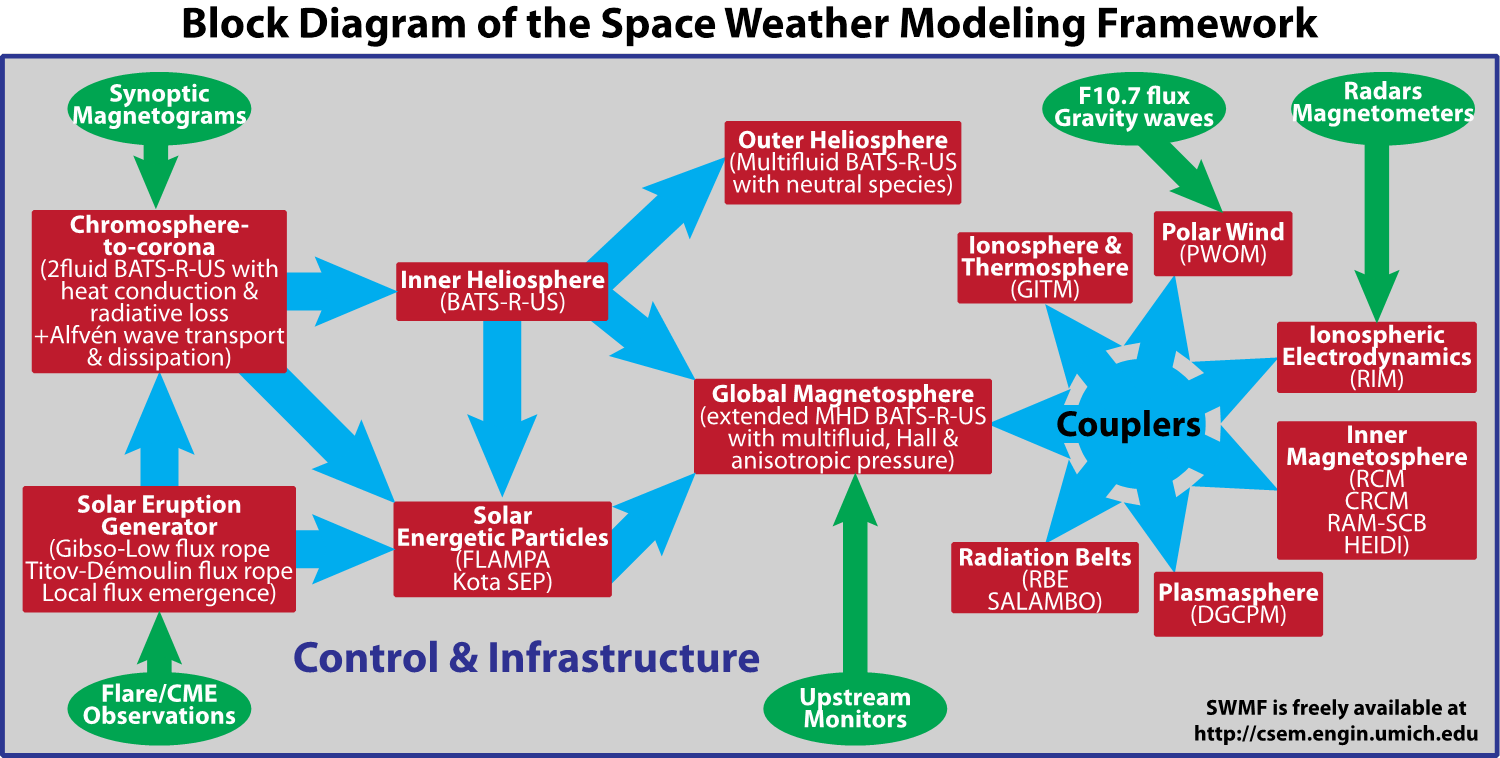 Block Diagram of the Space Weather Modeling Framework
Synoptic
Magnetograms
F10.7 flux
Gravity waves
Radars
Magnetometers
Outer Heliosphere
(Multifluid BATS-R-US
with neutral species)
Chromosphere-
to-corona
(2fluid BATS-R-US with
heat conduction &
radiative loss
+Alfvén wave transport
& dissipation)
Inner Heliosphere
(BATS-R-US)
Ionosphere &
Thermosphere
(GITM)
Polar Wind
(PWOM)
Ionospheric
Electrodynamics
(RIM)
Global Magnetosphere
(extended MHD BATS-R-US
with multifluid, Hall &
anisotropic pressure)
Couplers
Inner
Magnetosphere
(RCM
CRCM
RAM-SCB
HEIDI)
Solar Eruption
Generator
(Gibso-Low flux rope
Titov-Démoulin flux rope
Local flux emergence)
Solar
Energetic Particles
(FLAMPA
Kota SEP)
Radiation Belts
(RBE
SALAMBO)
Plasmasphere
(DGCPM)
Control & Infrastructure
Flare/CME
Observations
Upstream
Monitors
SWMF is freely available at
http://csem.engin.umich.edu